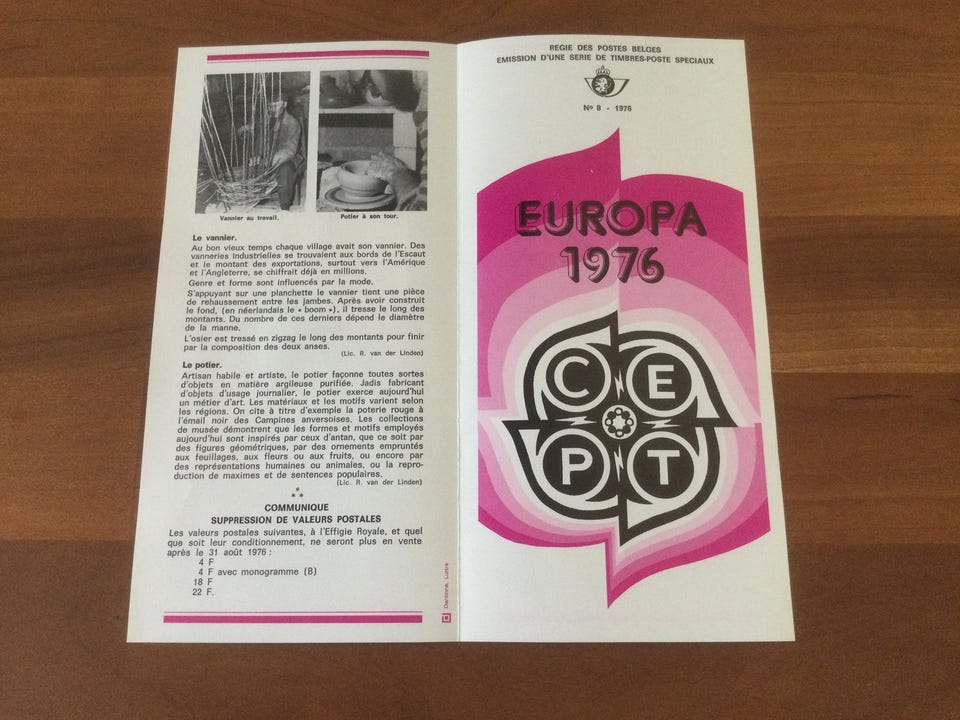 Vannier au travail.
Potier à son tour.
Le vannier.
Au bon vieux temps chaque village avait son vannier. Des
vanneries industrielles se trouvaient aux bords de l'Escaut
et le montant des exportations, surtout vers l'Amérique
et l'Angleterre, se chiffrait déjà en millions.
Genre et forme sont influencés par la mode.
S'appuyant sur une planchette le vannier tient une pièce
de rehaussement entre les jambes. Après avoir construit
le fond, (en néerlandais le « boom »), il tresse le long des
montants. Du nombre de ces derniers dépend le diamètre
de la manne.
L'osier est tressé en zigzag le long des montants pour finir
par la composition des deux anses.
(Lic. R. van der Linden)
Le potier.
Artisan habile et artiste, le potier façonne toutes sortes
d'objets en matière argileuse purifiée. Jadis fabricant
d'objets d'usage journalier, le potier exerce aujourd'hui
un métier d'art. Les matériaux et les motifs varient selon
les régions. On cite à titre d'exemple la poterie rouge à
l'émail noir des Campines anversoises. Les collections
de musée démontrent que les formes et motifs employés
aujourd'hui sont inspirés par ceux d'antan, que ce soit par
des figures géométriques, par des ornements empruntés
aux feuillages, aux fleurs ou aux fruits, ou encore par
des représentations humaines ou animales, ou la repro-
duction de maximes et de sentences populaires.
(Lic. R. van der Linden)
COMMUNIQUE
SUPPRESSION DE VALEURS POSTALES
Les valeurs postales suivantes, à l'Effigie Royale, et quel
que soit leur conditionnement, ne seront plus en vente
après le 31 août 1976 :
4 F
4 F avec monogramme (B)
18 F
22 F.
REGIE DES POSTES BELGES
EMISSION D'UNE SERIE DE TIMBRES-POSTE SPECIAUX
No 8 - 1976
EUROPA
1976
C E
P T